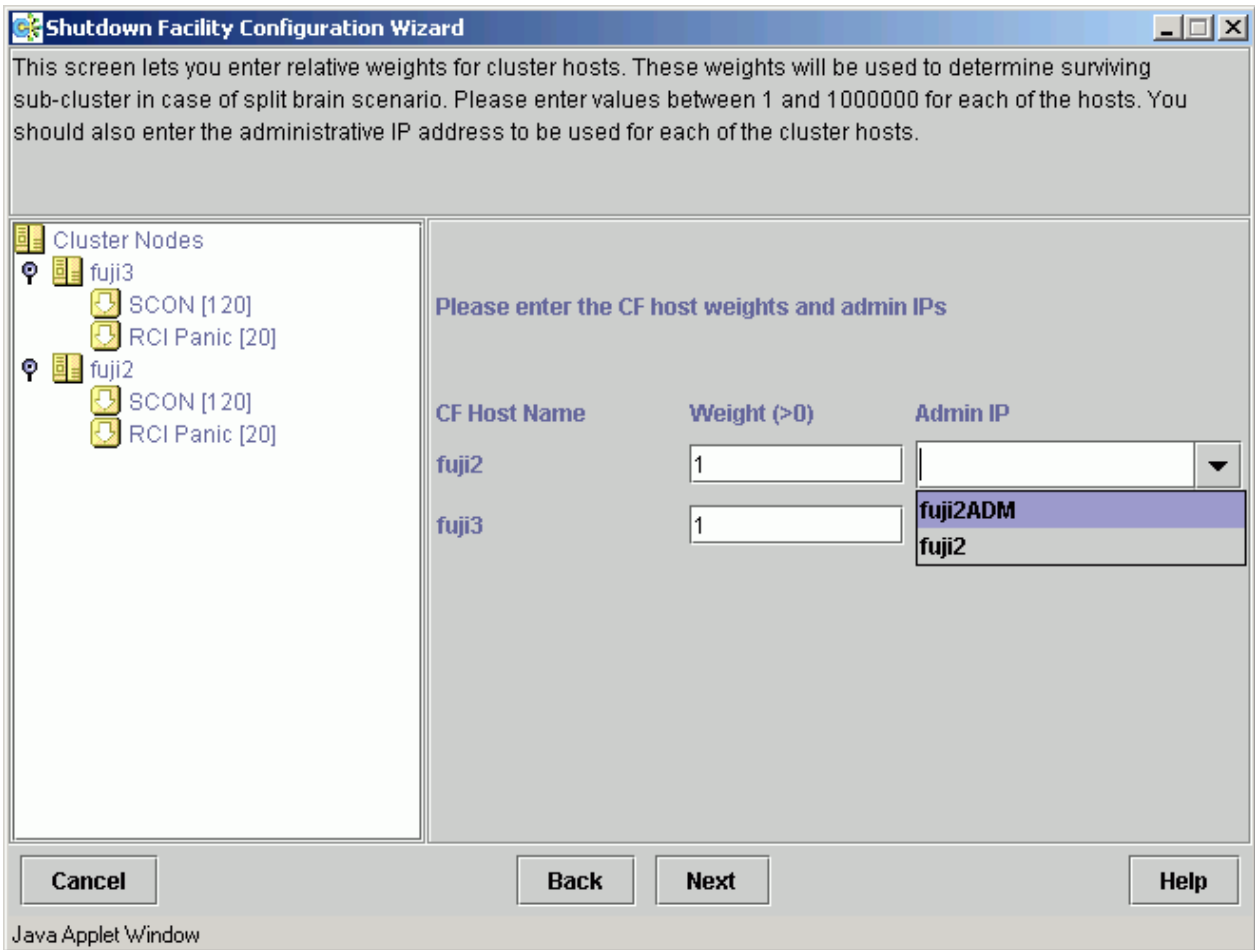 Shutdown Facility Configuration Wizard
This screen lets you enter relative weights for cluster hosts. These weights will be used to determine surviving
sub-cluster in case of split brain scenario. Please enter values between 1 and 1000000 for each of the hosts. You
should also enter the administrative IP address to be used for each of the cluster hosts.
Cluster Nodes
fuji3
SCON [120]
RCI Panic [20]
fuji2
SCON [120]
RCI Panic [20]
Please enter the CF host weights and admin IPs
CF Host Name Weight (>0) Admin IP
fuji2 1
fuji3 1
fuji2ADM
fuji2
Cancel Back Next Help
Java Applet Window